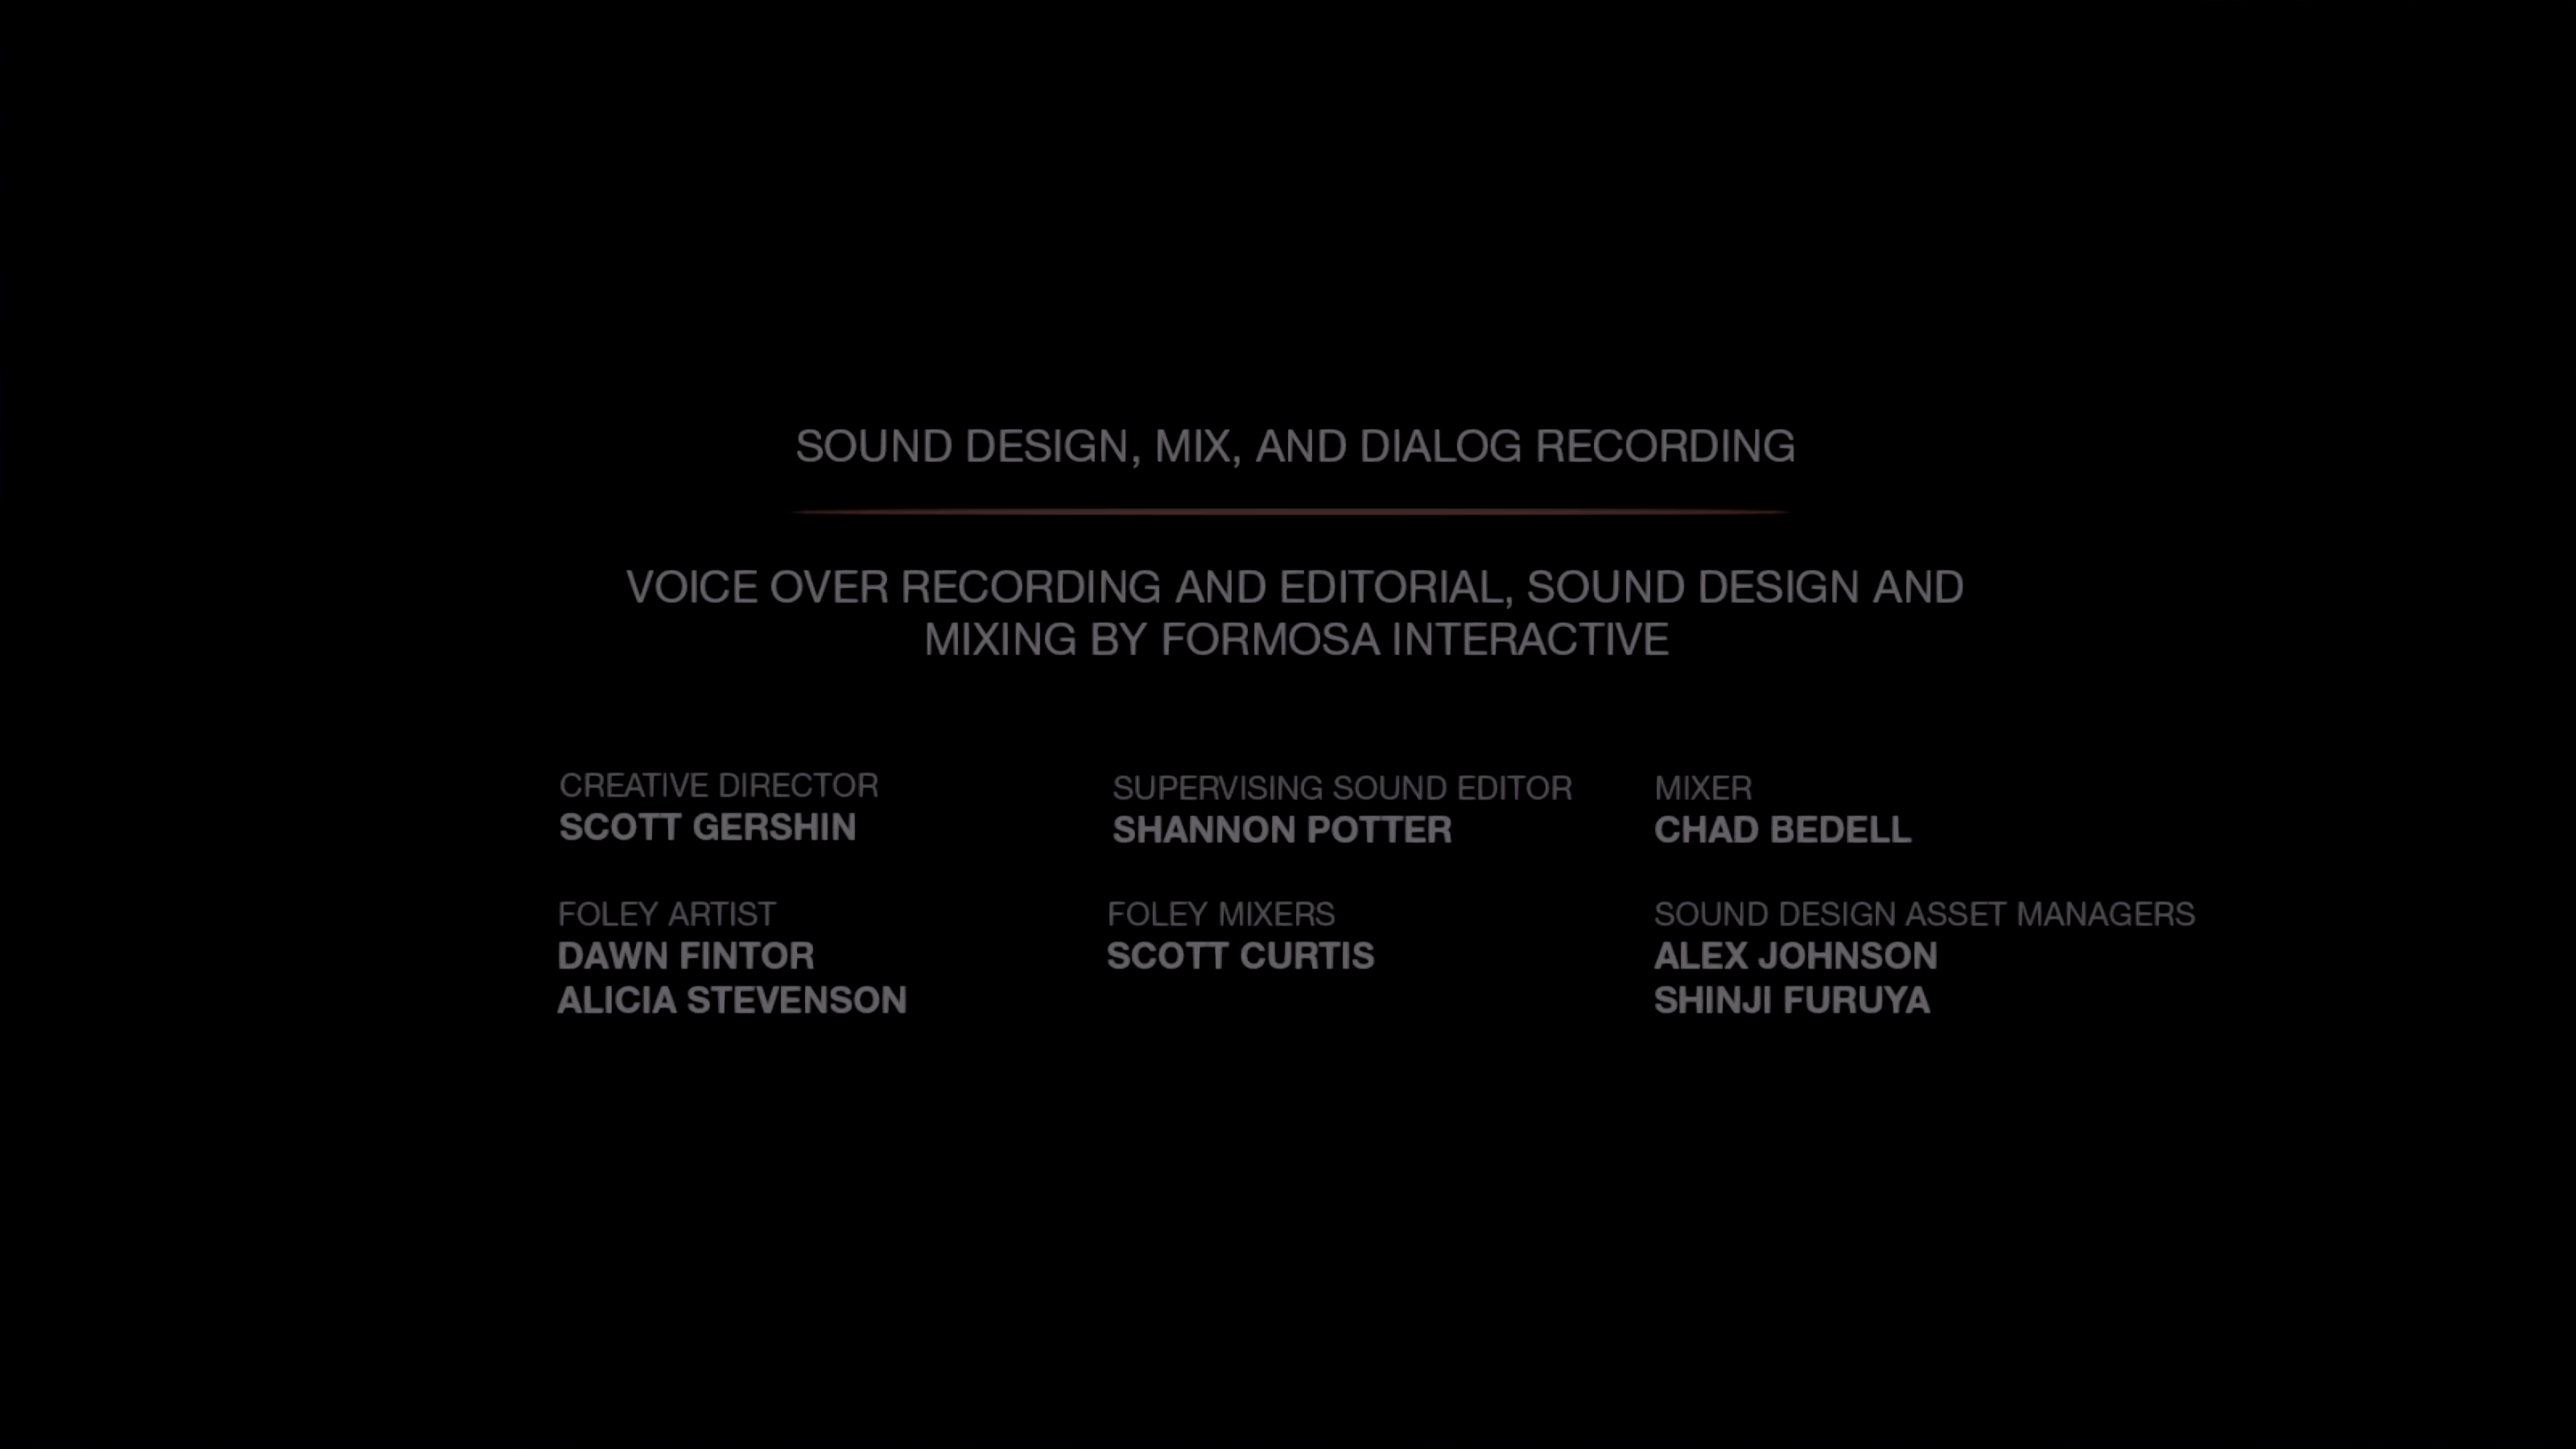 SOUND DESIGN, MIX, AND DIALOG RECORDING
VOICE OVER RECORDING AND EDITORIAL, SOUND DESIGN AND
MIXING BY FORMOSA INTERACTIVE
CREATIVE DIRECTOR
SCOTT GERSHIN
SUPERVISING SOUND EDITOR
SHANNON POTTER
MIXER
CHAD BEDELL
FOLEY ARTIST
DAWN FINTOR
ALICIA STEVENSON
FOLEY MIXERS
SCOTT CURTIS
SOUND DESIGN ASSET MANAGERS
ALEX JOHNSON
SHINJI FURUYA